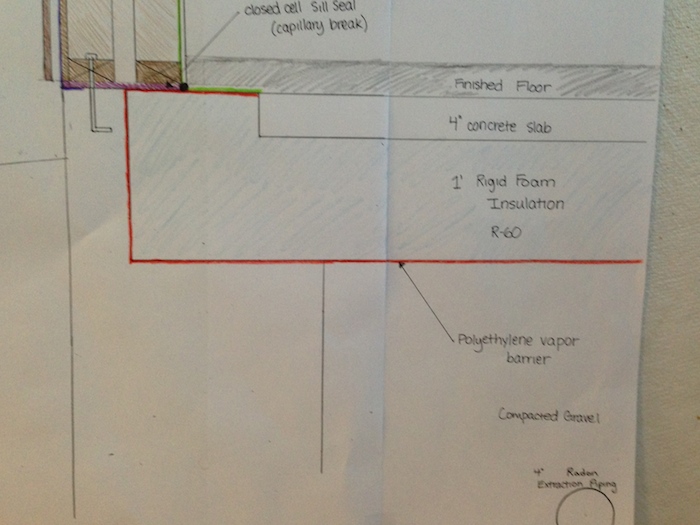 closed cell Sill Seal
(capillary break)
Finished Floor
4" concrete slab
1' Rigid Foam
Insulation
R-60
Polyethylene vapor
barrier
Compacted Gravel
4" Radon
Extraction Piping